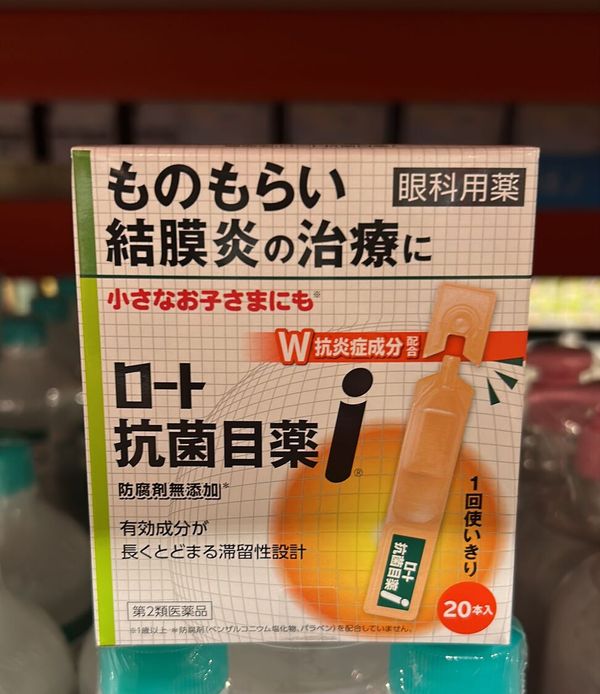 ものもらい
眼科用薬
結膜炎の治療に
小さなお子さまにも※
W抗炎症成分配合
ロート
抗菌目薬i®
防腐剤無添加*
有効成分が
長くとどまる滞留性設計
1回使いきり
ロート
抗菌目薬i
20本入
第2類医薬品
※1歳以上 *防腐剤(ベンザルコニウム塩化物、パラベン)を配合していません。